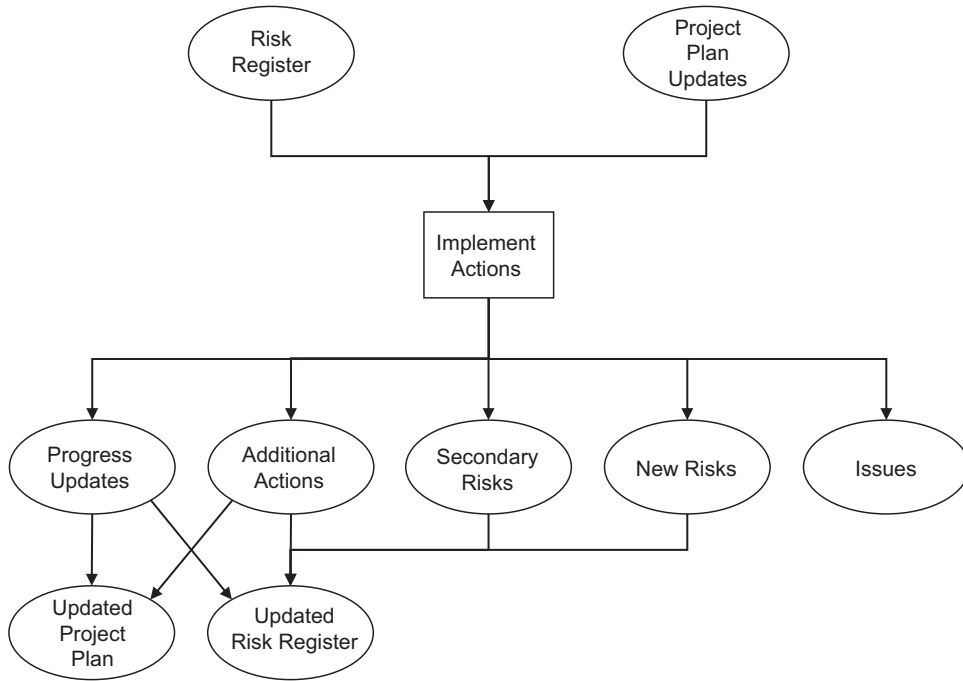 Risk
Register
Project
Plan
Updates
Implement
Actions
Progress
Updates
Additional
Actions
Secondary
Risks
New Risks
Issues
Updated
Project
Plan
Updated
Risk Register